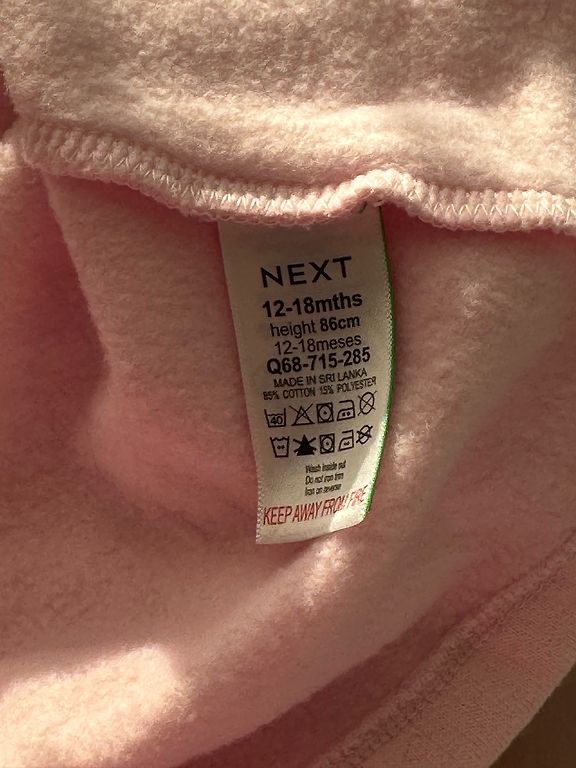 NEXT
12-18mths
height 86cm
12-18meses
Q68-715-285
MADE IN SRI LANKA
85% COTTON 15% POLYESTER
40
Wash inside out
Do not iron trim
Iron on reverse
KEEP AWAY FROM FIRE